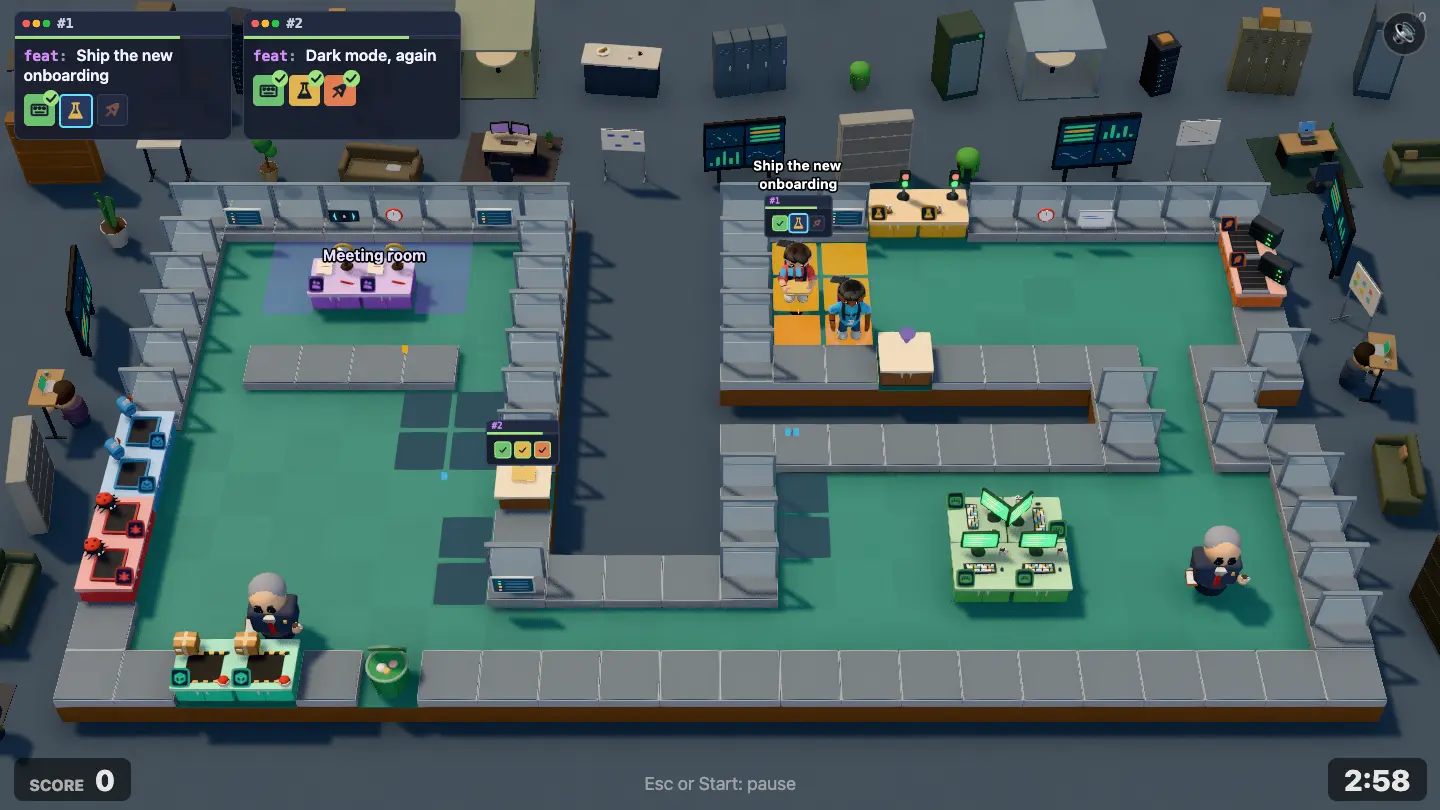 #1
feat: Ship the new
onboarding
#2
feat: Dark mode, again
0
Ship the new
onboarding
#1
Meeting room
#2
SCORE 0
Esc or Start: pause
2:58